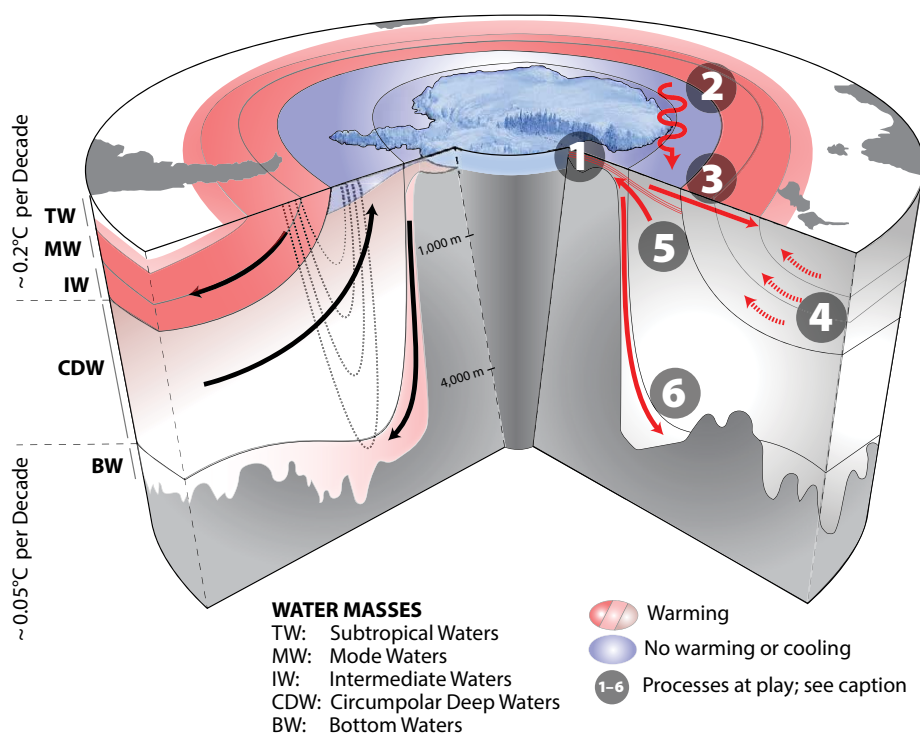 ~ 0.2°C per Decade
TW
MW
IW
CDW
BW
~ 0.05°C per Decade
1,000 m
4,000 m
1
2
3
4
5
6
WATER MASSES
TW: Subtropical Waters
MW: Mode Waters
IW: Intermediate Waters
CDW: Circumpolar Deep Waters
BW: Bottom Waters
Warming
No warming or cooling
1–6 Processes at play; see caption